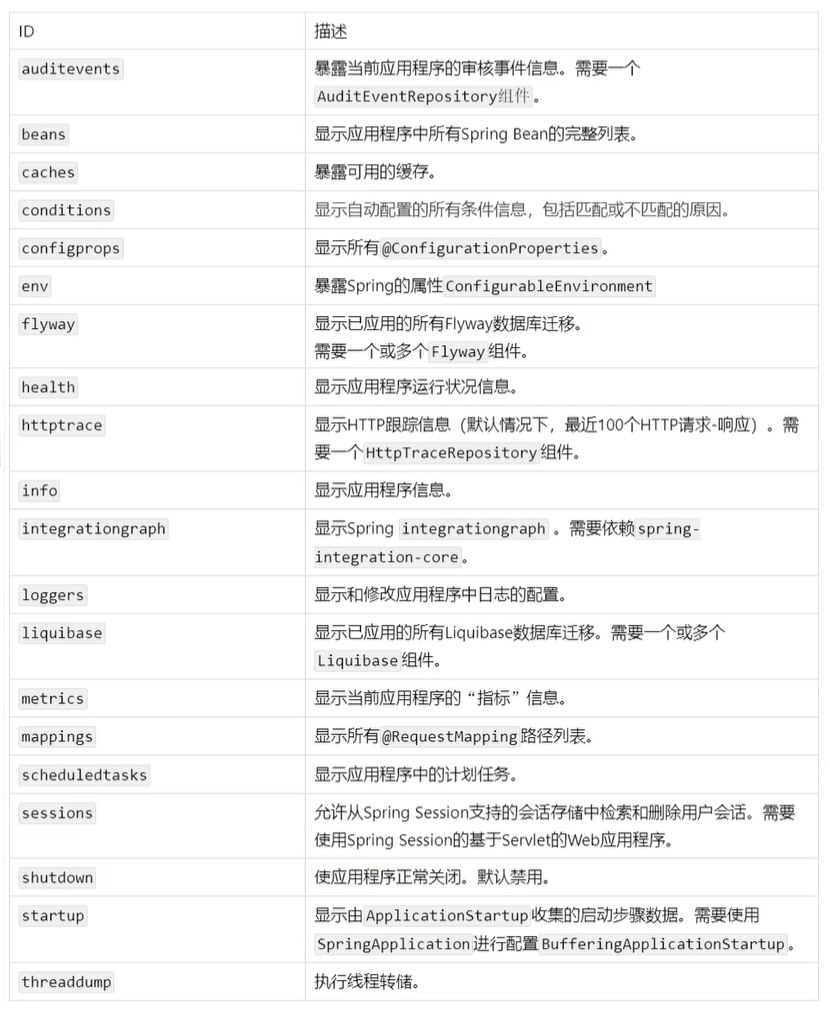 ID 描述
auditevents 暴露当前应用程序的审核事件信息。需要一个
AuditEventRepository组件。
beans 显示应用程序中所有Spring Bean的完整列表。
caches 暴露可用的缓存。
conditions 显示自动配置的所有条件信息，包括匹配或不匹配的原因。
configprops 显示所有@ConfigurationProperties。
env 暴露Spring的属性ConfigurableEnvironment
flyway 显示已应用的所有Flyway数据库迁移。
需要一个或多个Flyway组件。
health 显示应用程序运行状况信息。
httptrace 显示HTTP跟踪信息（默认情况下，最近100个HTTP请求-响应）。需
要一个HttpTraceRepository组件。
info 显示应用程序信息。
integrationgraph 显示Spring integrationgraph 。需要依赖spring-
integration-core。
loggers 显示和修改应用程序中日志的配置。
liquibase 显示已应用的所有Liquibase数据库迁移。需要一个或多个
Liquibase组件。
metrics 显示当前应用程序的“指标”信息。
mappings 显示所有@RequestMapping路径列表。
scheduledtasks 显示应用程序中的计划任务。
sessions 允许从Spring Session支持的会话存储中检索和删除用户会话。需要
使用Spring Session的基于Servlet的Web应用程序。
shutdown 使应用程序正常关闭。默认禁用。
startup 显示由ApplicationStartup收集的启动步骤数据。需要使用
SpringApplication进行配置BufferingApplicationStartup。
threaddump 执行线程转储。